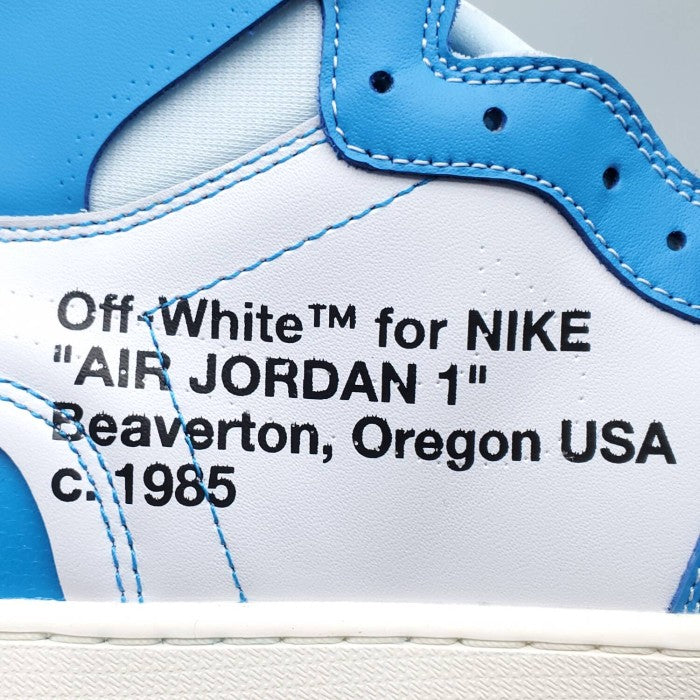 Off-White™ for NIKE
"AIR JORDAN 1"
Beaverton, Oregon USA
c. 1985